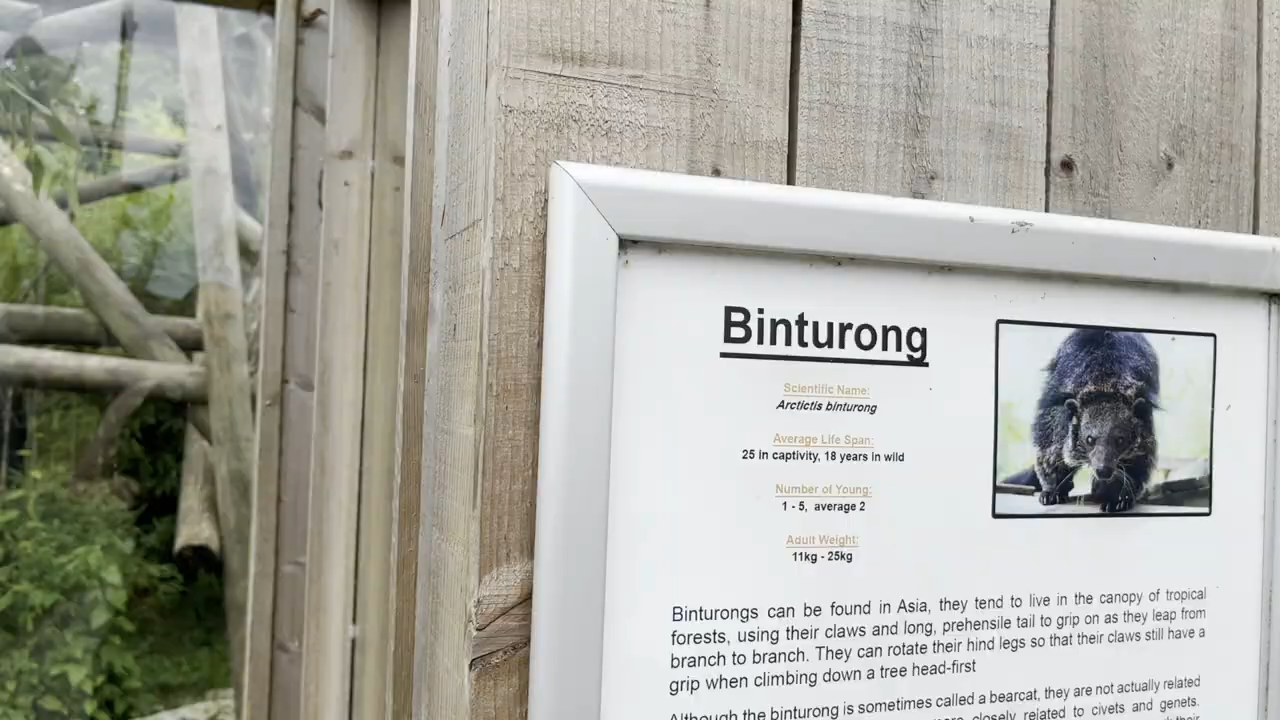 Binturong
Scientific Name:
Arctictis binturong
Average Life Span:
25 in captivity, 18 years in wild
Number of Young:
1 - 5, average 2
Adult Weight:
11kg - 25kg
Binturongs can be found in Asia, they tend to live in the canopy of tropical
forests, using their claws and long, prehensile tail to grip on as they leap from
branch to branch. They can rotate their hind legs so that their claws still have a
grip when climbing down a tree head-first
Although the binturong is sometimes called a bearcat, they are not actually related
closely related to civets and genets.